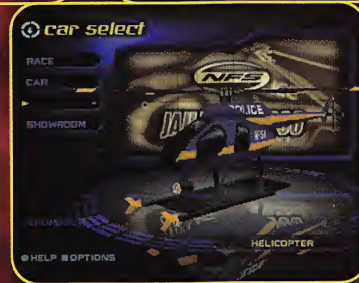 car select
RACE
CAR
SHOWROOM
NFS
POLICE
HELICOPTER
HELP OPTIONS